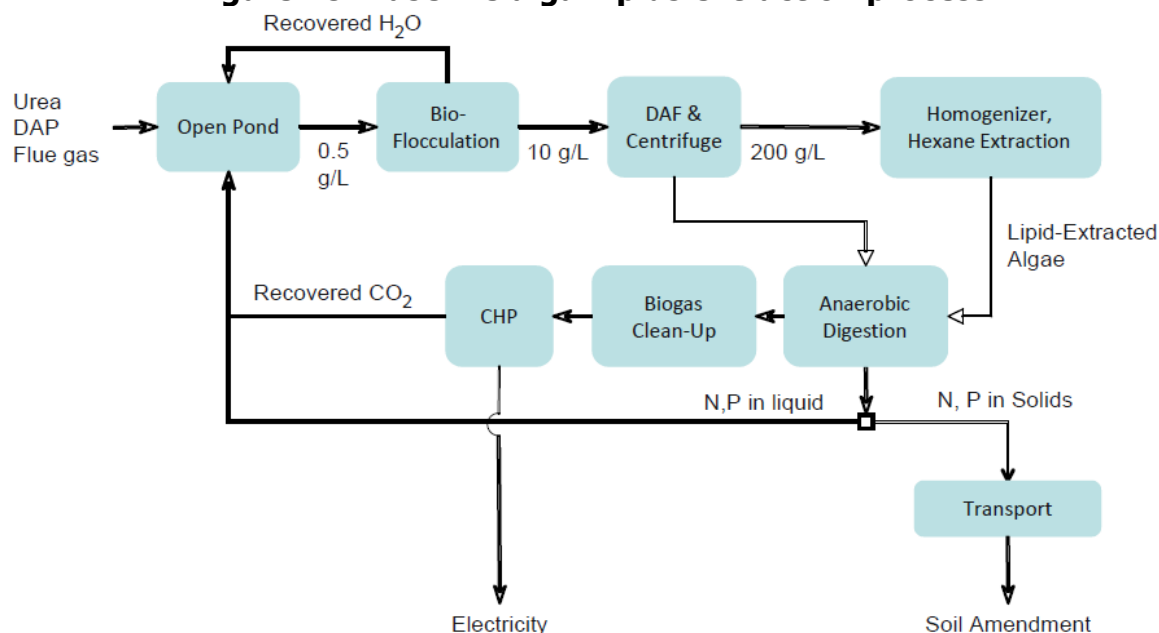 Recovered H2O
Urea
DAP
Flue gas
Open Pond
0.5
g/L
Bio-
Flocculation
10 g/L
DAF &
Centrifuge
200 g/L
Homogenizer,
Hexane Extraction
Lipid-Extracted
Algae
Recovered CO2
CHP
Biogas
Clean-Up
Anaerobic
Digestion
N,P in liquid
N, P in Solids
Transport
Electricity
Soil Amendment